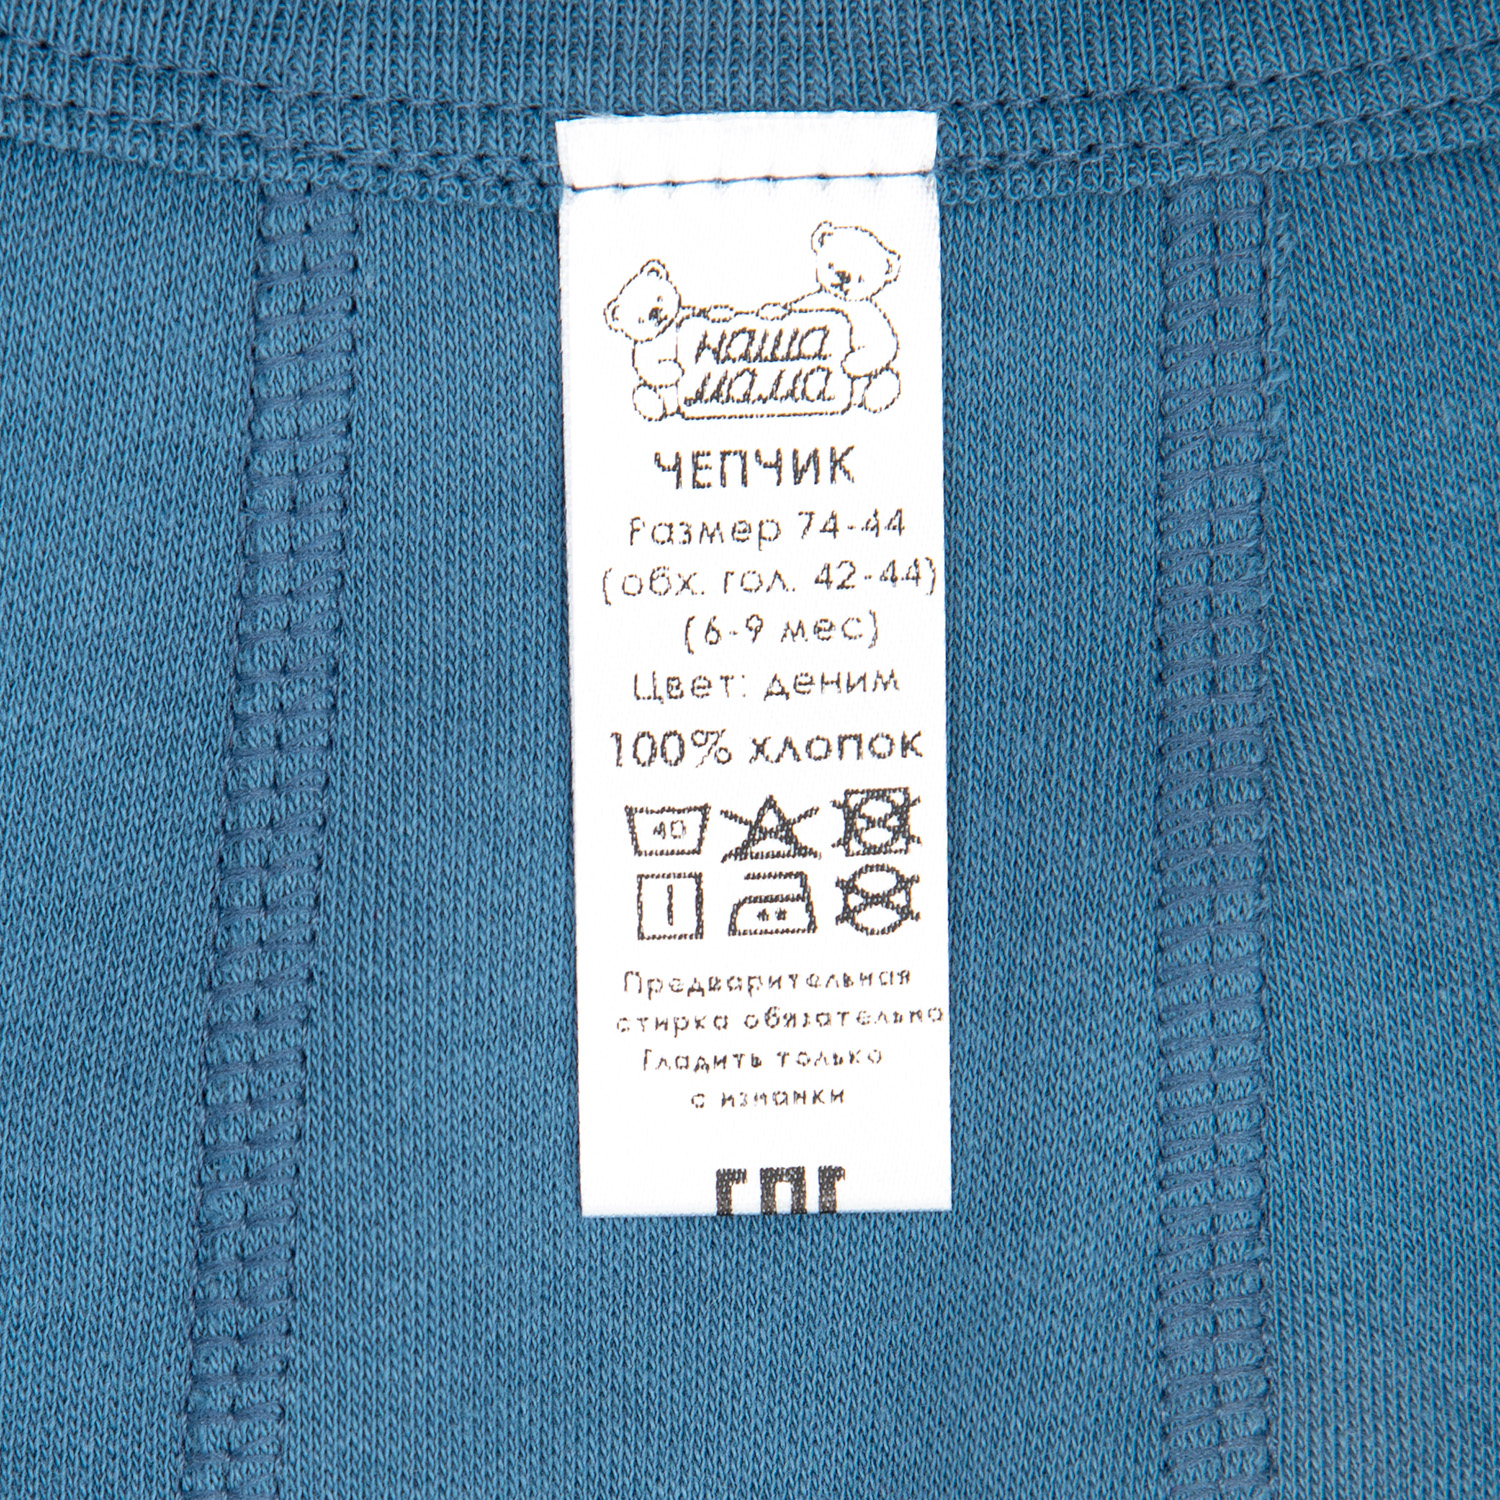 наша
мама
ЧЕПЧИК
Размер 74-44
(обх. гол. 42-44)
(6-9 мес)
Цвет: деним
100% хлопок
40
Предварительная
стирка обязательна
Гладить только
с изнанки